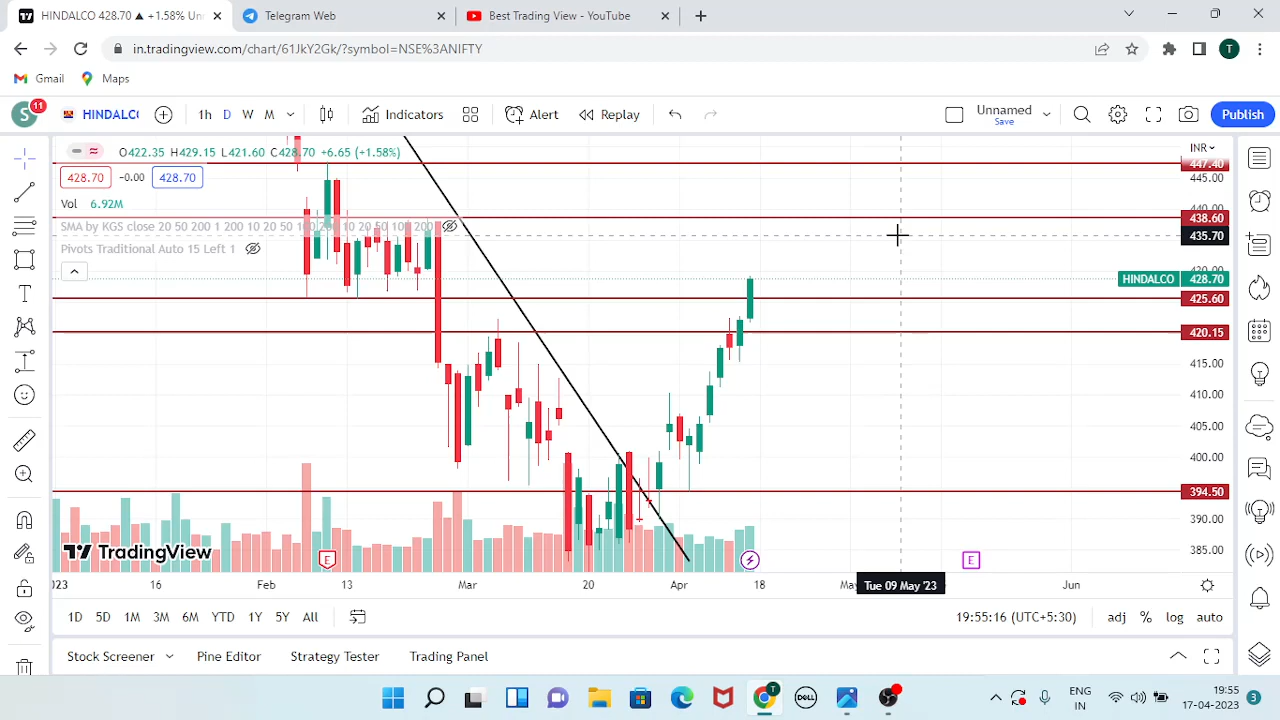 HINDALCO 428.70 ▲ +1.58% Un
Telegram Web
Best Trading View - YouTube
in.tradingview.com/chart/61JkY2Gk/?symbol=NSE%3ANIFTY
T
Gmail
Maps
S
11
HINDALC
1h D W M
Indicators
Alert
Replay
Unnamed
Save
Publish
O422.35 H429.15 L421.60 C428.70 +6.65 (+1.58%)
INR
428.70 -0.00 428.70
Vol 6.92M
SMA by KGS close 20 50 200 1 200 10 20 50 100 200 10 20 50 100 200
Pivots Traditional Auto 15 Left 1
447.40
445.00
440.00
438.60
435.70
420.00
HINDALCO 428.70
425.60
420.15
415.00
410.00
405.00
400.00
394.50
390.00
385.00
TradingView
E
E
2023 16 Feb 13 Mar 20 Apr 18 Ma Tue 09 May '23 Jun
1D 5D 1M 3M 6M YTD 1Y 5Y All
19:55:16 (UTC+5:30)
adj % log auto
Stock Screener
Pine Editor
Strategy Tester
Trading Panel
T
DELL
ENG
IN
19:55
17-04-2023
3